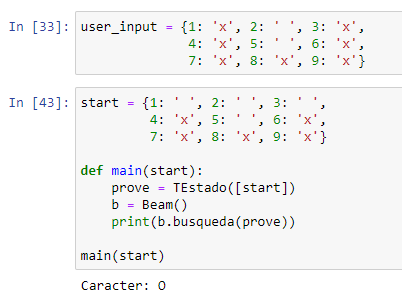 In [33]: user_input = {1: 'x', 2: ' ', 3: 'x',
4: 'x', 5: ' ', 6: 'x',
7: 'x', 8: 'x', 9: 'x'}
In [43]: start = {1: ' ', 2: ' ', 3: ' ',
4: 'x', 5: ' ', 6: 'x',
7: 'x', 8: 'x', 9: 'x'}
def main(start):
prove = TEstado([start])
b = Beam()
print(b.busqueda(prove))
main(start)
Caracter: O